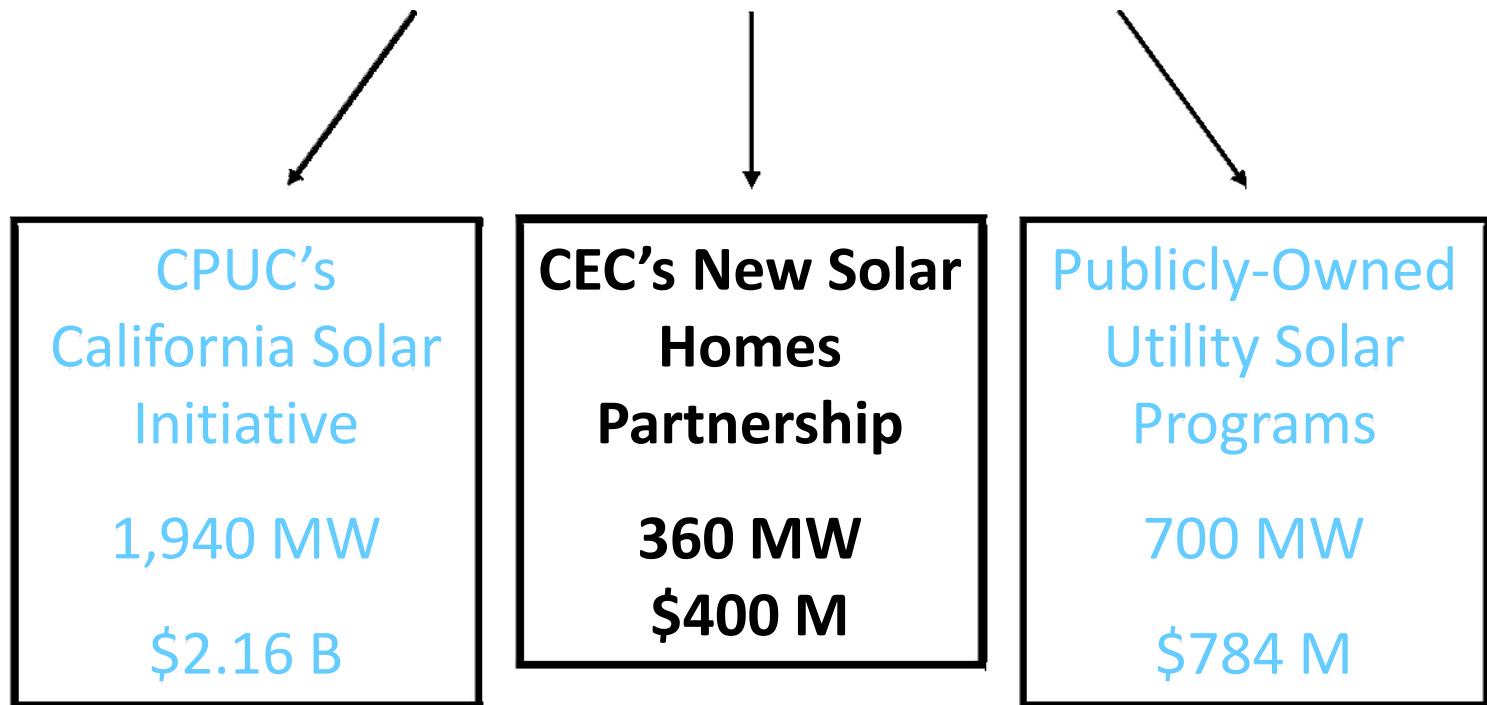 CPUC’s
California Solar
Initiative
1,940 MW
$2.16 B
CEC’s New Solar
Homes
Partnership
360 MW
$400 M
Publicly-Owned
Utility Solar
Programs
700 MW
$784 M